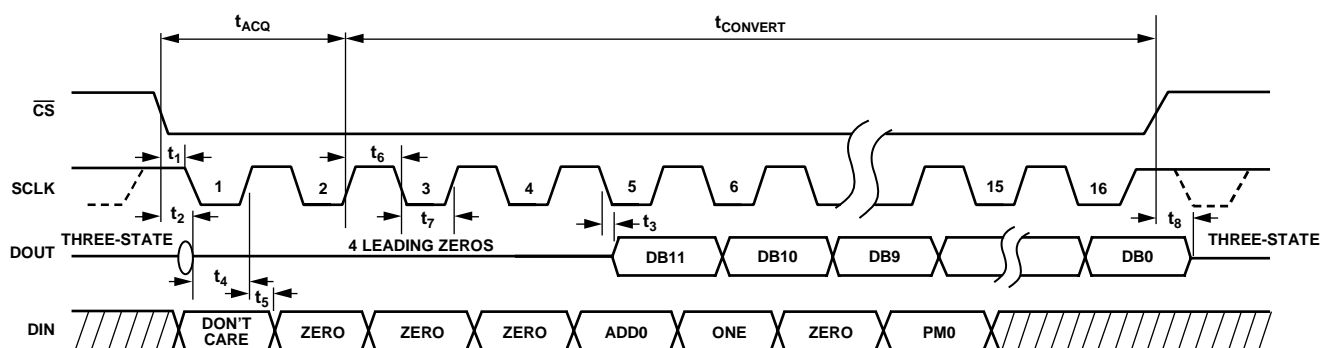 tACQ tCONVERT
CS
t1 t6
SCLK 1 2 3 4 5 6 15 16
t2 t7 t3 t8
THREE-STATE 4 LEADING ZEROS THREE-STATE
DOUT DB11 DB10 DB9 DB0
t4 t5
DIN DON'T CARE ZERO ZERO ZERO ADD0 ONE ZERO PM0